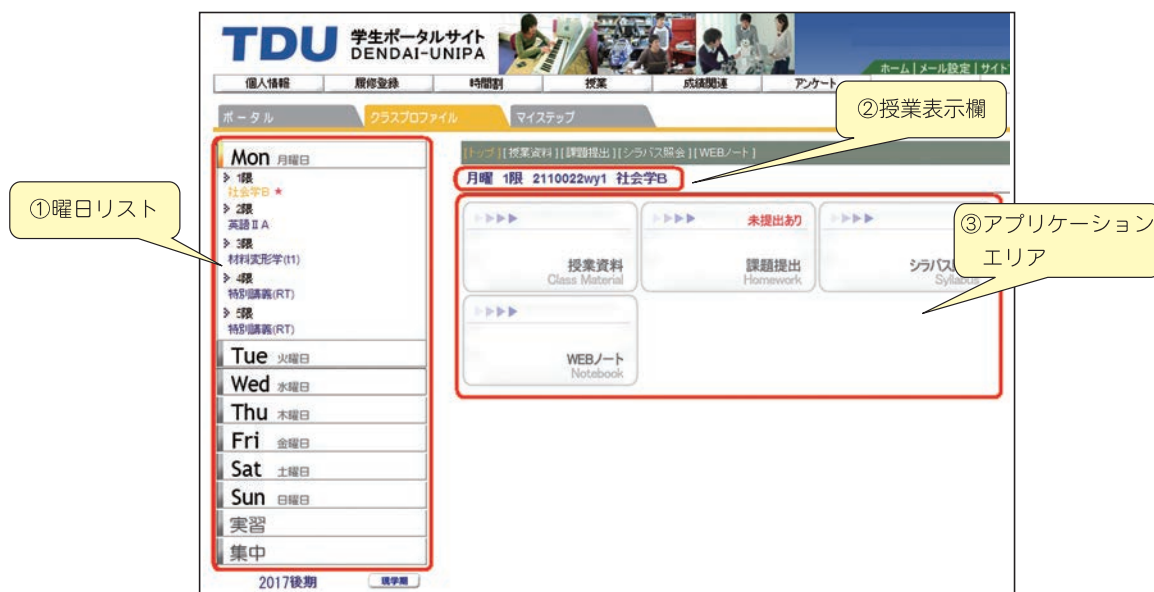 TDU 学生ポータルサイト
DENDAI-UNIPA
ホーム | メール設定 | サイト
個人情報 履修登録 時間割 授業 成績関連 アンケート
ポータル クラスプロファイル マイステップ
②授業表示欄
[トップ] [授業資料] [課題提出] [シラバス照会] [WEBノート]
月曜 1限 2110022wy1 社会学B
①曜日リスト
Mon 月曜日
1限
社会学B ★
2限
英語ⅡA
3限
材料変形学(t1)
4限
特別講義(RT)
5限
特別講義(RT)
Tue 火曜日
Wed 水曜日
Thu 木曜日
Fri 金曜日
Sat 土曜日
Sun 日曜日
実習
集中
2017後期 現学期
授業資料
Class Material
未提出あり
課題提出
Homework
シラバス
Syllabus
WEBノート
Notebook
③アプリケーション
エリア